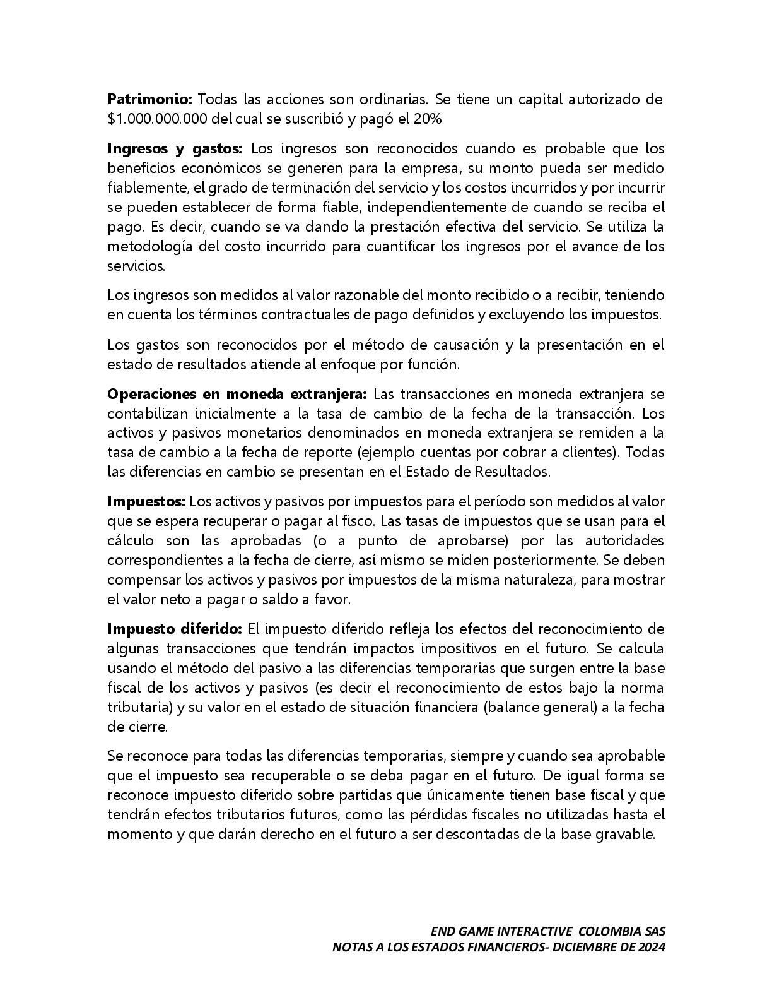 Patrimonio: Todas las acciones son ordinarias. Se tiene un capital autorizado de
$1.000.000.000 del cual se suscribió y pagó el 20%
Ingresos y gastos: Los ingresos son reconocidos cuando es probable que los
beneficios económicos se generen para la empresa, su monto pueda ser medido
fiablemente, el grado de terminación del servicio y los costos incurridos y por incurrir
se pueden establecer de forma fiable, independientemente de cuando se reciba el
pago. Es decir, cuando se va dando la prestación efectiva del servicio. Se utiliza la
metodología del costo incurrido para cuantificar los ingresos por el avance de los
servicios.
Los ingresos son medidos al valor razonable del monto recibido o a recibir, teniendo
en cuenta los términos contractuales de pago definidos y excluyendo los impuestos.
Los gastos son reconocidos por el método de causación y la presentación en el
estado de resultados atiende al enfoque por función.
Operaciones en moneda extranjera: Las transacciones en moneda extranjera se
contabilizan inicialmente a la tasa de cambio de la fecha de la transacción. Los
activos y pasivos monetarios denominados en moneda extranjera se remiden a la
tasa de cambio a la fecha de reporte (ejemplo cuentas por cobrar a clientes). Todas
las diferencias en cambio se presentan en el Estado de Resultados.
Impuestos: Los activos y pasivos por impuestos para el período son medidos al valor
que se espera recuperar o pagar al fisco. Las tasas de impuestos que se usan para el
cálculo son las aprobadas (o a punto de aprobarse) por las autoridades
correspondientes a la fecha de cierre, así mismo se miden posteriormente. Se deben
compensar los activos y pasivos por impuestos de la misma naturaleza, para mostrar
el valor neto a pagar o saldo a favor.
Impuesto diferido: El impuesto diferido refleja los efectos del reconocimiento de
algunas transacciones que tendrán impactos impositivos en el futuro. Se calcula
usando el método del pasivo a las diferencias temporarias que surgen entre la base
fiscal de los activos y pasivos (es decir el reconocimiento de estos bajo la norma
tributaria) y su valor en el estado de situación financiera (balance general) a la fecha
de cierre.
Se reconoce para todas las diferencias temporarias, siempre y cuando sea aprobable
que el impuesto sea recuperable o se deba pagar en el futuro. De igual forma se
reconoce impuesto diferido sobre partidas que únicamente tienen base fiscal y que
tendrán efectos tributarios futuros, como las pérdidas fiscales no utilizadas hasta el
momento y que darán derecho en el futuro a ser descontadas de la base gravable.
END GAME INTERACTIVE COLOMBIA SAS
NOTAS A LOS ESTADOS FINANCIEROS- DICIEMBRE DE 2024